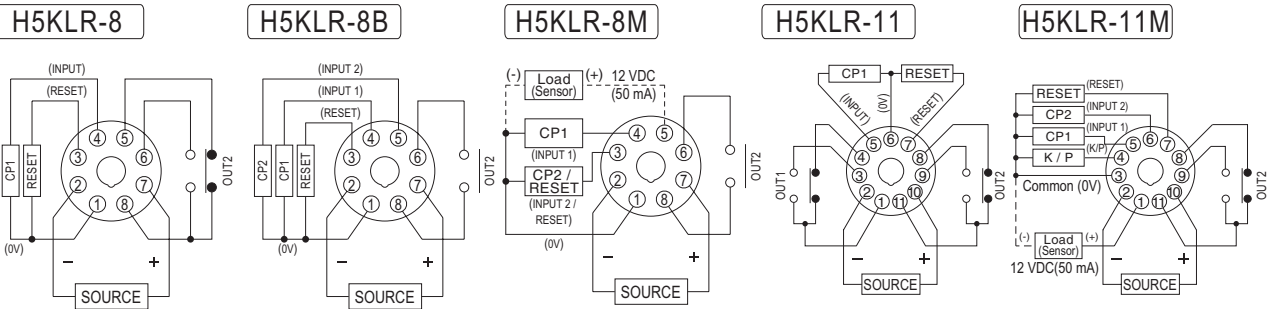 H5KLR-8
(INPUT)
(RESET)
CP1
RESET
④ ⑤
③ ⑥
② ⑦
① ⑧
OUT2
(0V)
− +
SOURCE
H5KLR-8B
(INPUT 2)
(INPUT 1)
(RESET)
CP2
CP1
RESET
④ ⑤
③ ⑥
② ⑦
① ⑧
OUT2
(0V)
− +
SOURCE
H5KLR-8M
(-) Load (+) 12 VDC
(Sensor) (50 mA)
CP1
(INPUT 1)
CP2 /
RESET
(INPUT 2 /
RESET)
④ ⑤
③ ⑥
② ⑦
① ⑧
OUT2
(0V)
− +
SOURCE
H5KLR-11
CP1 RESET
(INPUT) (0V) (RESET)
⑤ ⑥ ⑦
④ ⑧
③ ⑨
② ⑩
① ⑪
OUT1
OUT2
− +
SOURCE
H5KLR-11M
RESET (RESET)
CP2 (INPUT 2)
CP1 (INPUT 1)
K / P (K/P)
Common (0V)
⑤ ⑥ ⑦
④ ⑧
③ ⑨
② ⑩
① ⑪
OUT2
(-) Load (+)
(Sensor)
12 VDC(50 mA)
− +
SOURCE